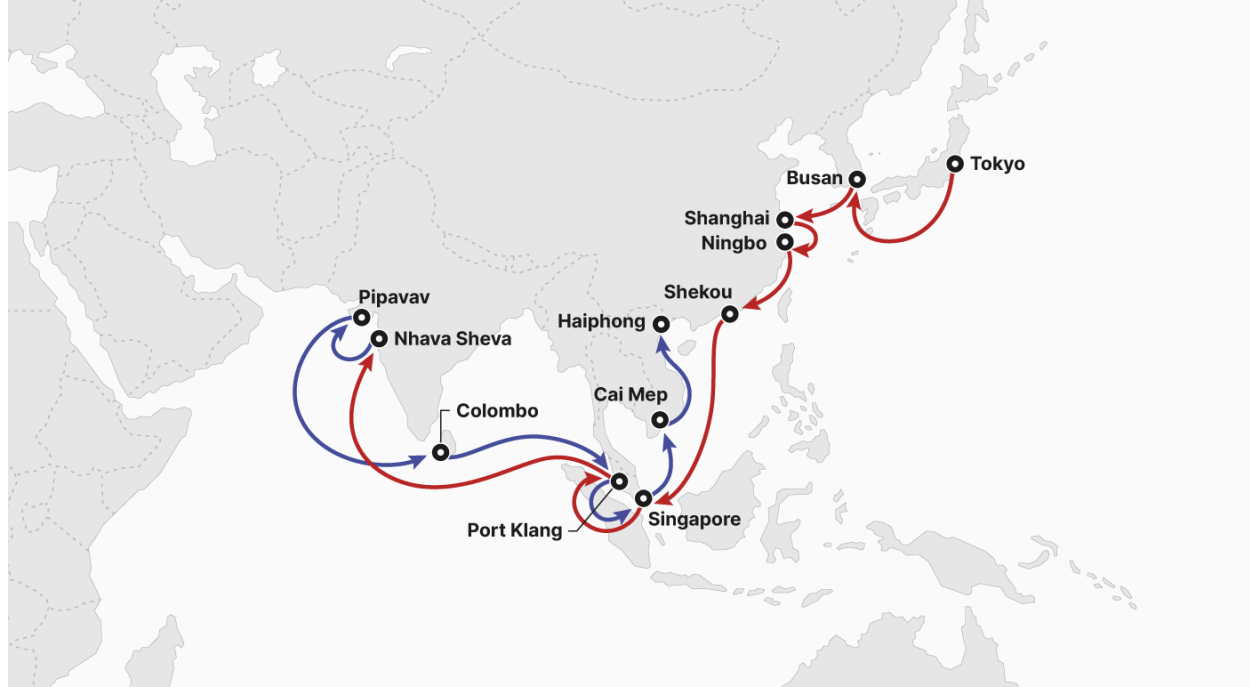 Tokyo
Busan
Shanghai
Ningbo
Shekou
Pipavav
Haiphong
Nhava Sheva
Cai Mep
Colombo
Singapore
Port Klang